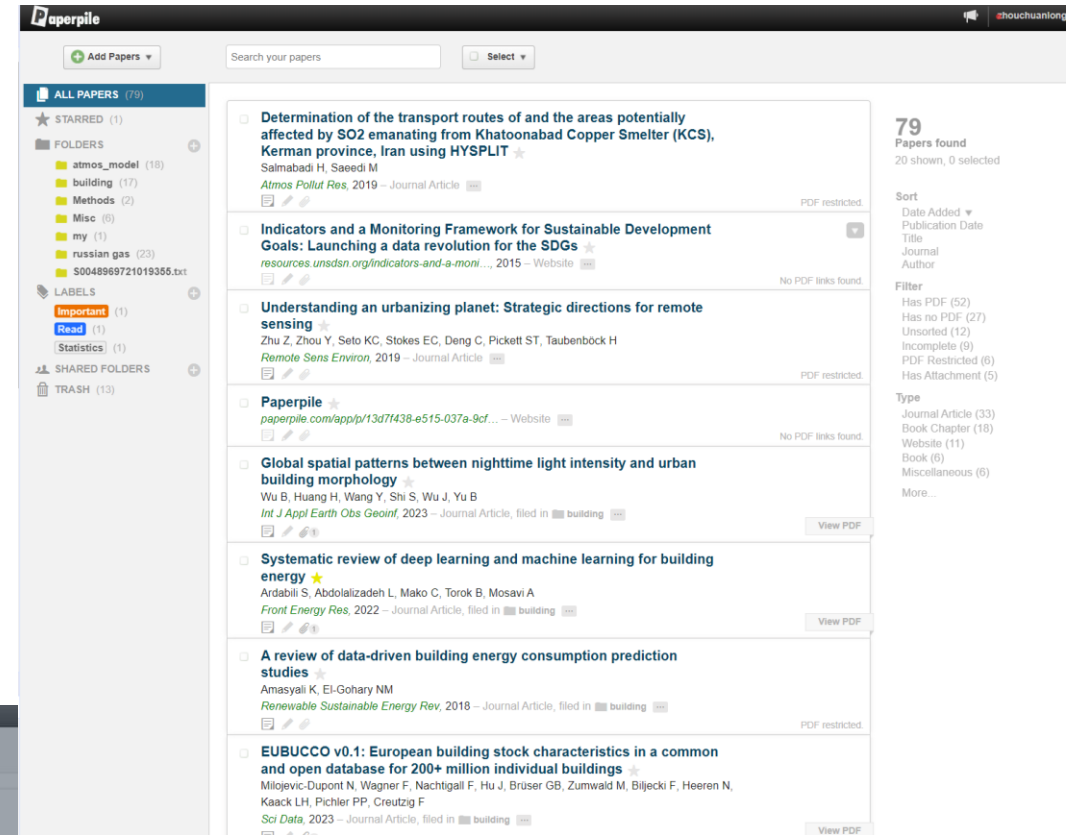 Paperpile
zhouchuanlong
Add Papers
Search your papers
Select
ALL PAPERS (79)
STARRED (1)
FOLDERS
atmos_model (18)
building (17)
Methods (2)
Misc (6)
my (1)
russian gas (23)
S0048969721019355.txt
LABELS
Important (1)
Read (1)
Statistics (1)
SHARED FOLDERS
TRASH (13)
Determination of the transport routes of and the areas potentially
affected by SO2 emanating from Khatoonabad Copper Smelter (KCS),
Kerman province, Iran using HYSPLIT
Salmabadi H, Saeedi M
Atmos Pollut Res, 2019 – Journal Article
PDF restricted.
Indicators and a Monitoring Framework for Sustainable Development
Goals: Launching a data revolution for the SDGs
resources.unsdsn.org/indicators-and-a-moni…, 2015 – Website
No PDF links found.
Understanding an urbanizing planet: Strategic directions for remote
sensing
Zhu Z, Zhou Y, Seto KC, Stokes EC, Deng C, Pickett ST, Taubenböck H
Remote Sens Environ, 2019 – Journal Article
PDF restricted.
Paperpile
paperpile.com/app/p/13d7f438-e515-037a-9cf… – Website
No PDF links found.
Global spatial patterns between nighttime light intensity and urban
building morphology
Wu B, Huang H, Wang Y, Shi S, Wu J, Yu B
Int J Appl Earth Obs Geoinf, 2023 – Journal Article, filed in building
1
View PDF
Systematic review of deep learning and machine learning for building
energy
Ardabili S, Abdolalizadeh L, Mako C, Torok B, Mosavi A
Front Energy Res, 2022 – Journal Article, filed in building
1
View PDF
A review of data-driven building energy consumption prediction
studies
Amasyali K, El-Gohary NM
Renewable Sustainable Energy Rev, 2018 – Journal Article, filed in building
PDF restricted.
EUBUCCO v0.1: European building stock characteristics in a common
and open database for 200+ million individual buildings
Milojevic-Dupont N, Wagner F, Nachtigall F, Hu J, Brüser GB, Zumwald M, Biljecki F, Heeren N,
Kaack LH, Pichler PP, Creutzig F
Sci Data, 2023 – Journal Article, filed in building
View PDF
79
Papers found
20 shown, 0 selected
Sort
Date Added
Publication Date
Title
Journal
Author
Filter
Has PDF (52)
Has no PDF (27)
Unsorted (12)
Incomplete (9)
PDF Restricted (6)
Has Attachment (5)
Type
Journal Article (33)
Book Chapter (18)
Website (11)
Book (6)
Miscellaneous (6)
More...